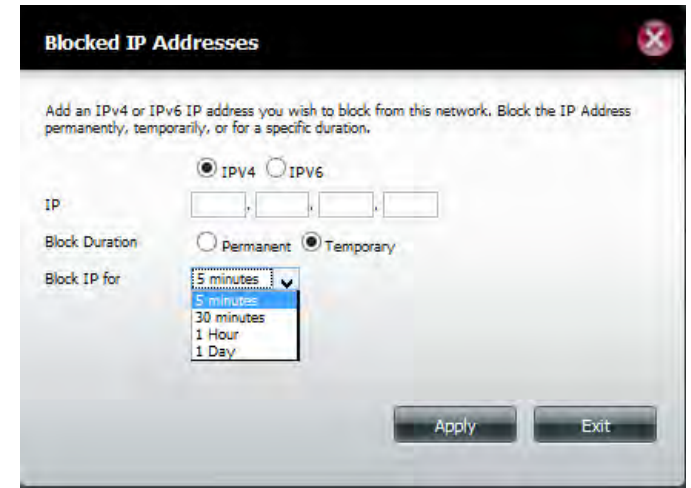 Blocked IP Addresses
Add an IPv4 or IPv6 IP address you wish to block from this network. Block the IP Address
permanently, temporarily, or for a specific duration.
IPV4 IPV6
IP . . .
Block Duration Permanent Temporary
Block IP for 5 minutes
5 minutes
30 minutes
1 Hour
1 Day
Apply Exit